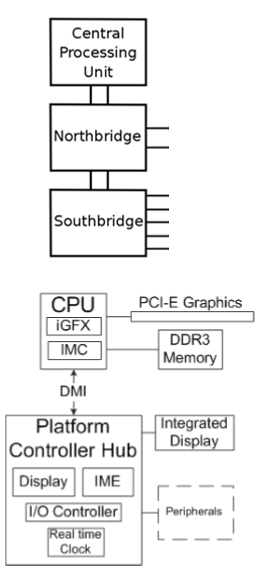 Central
Processing
Unit
Northbridge
Southbridge
CPU
iGFX
IMC
PCI-E Graphics
DDR3
Memory
DMI
Platform
Controller Hub
Integrated
Display
Display
IME
I/O Controller
Real time
Clock
Peripherals